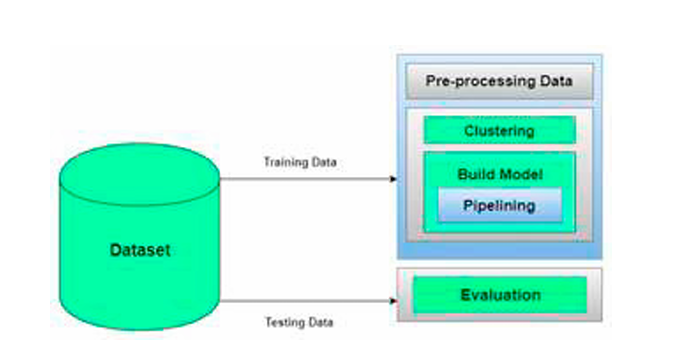 Pre-processing Data
Clustering
Training Data
Build Model
Pipelining
Dataset
Evaluation
Testing Data